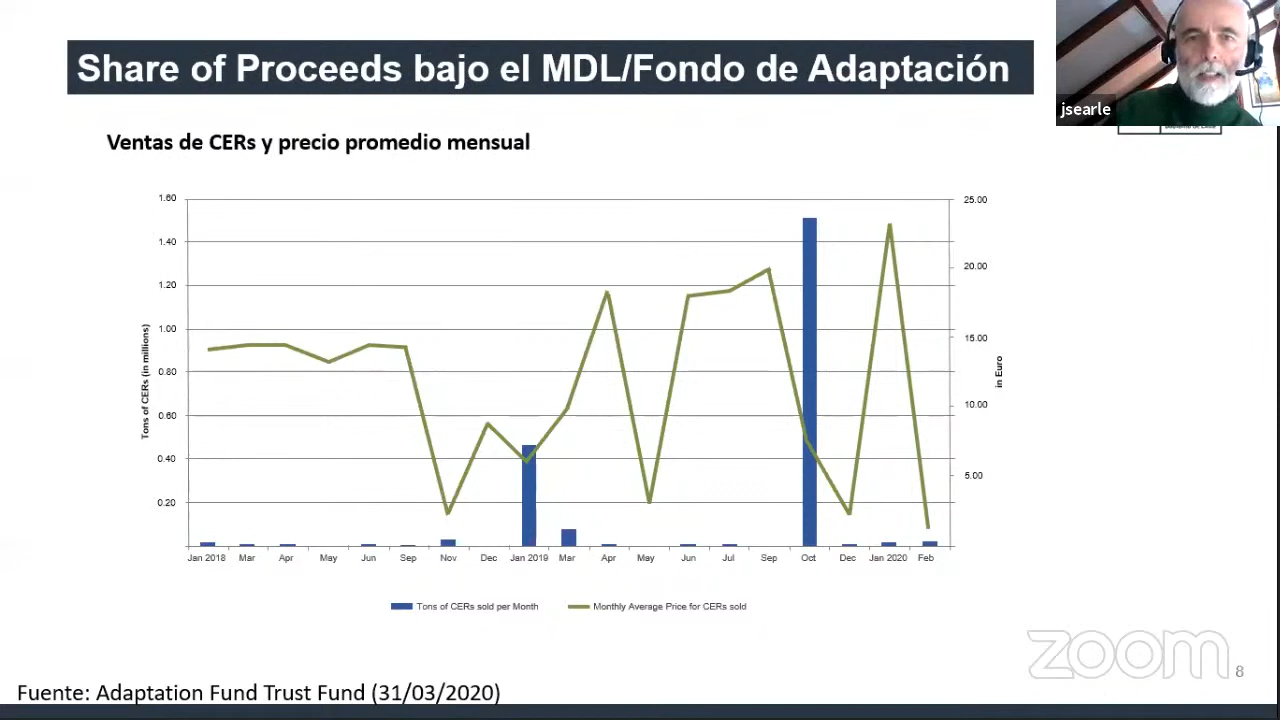 Share of Proceeds bajo el MDL/Fondo de Adaptación
jsearle
Ventas de CERs y precio promedio mensual
Tons of CERs (in millions)
1.60
1.40
1.20
1.00
0.80
0.60
0.40
0.20
25.00
20.00
15.00
10.00
5.00
in Euro
Jan 2018 Mar Apr May Jun Sep Nov Dec Jan 2019 Mar Apr May Jun Jul Sep Oct Dec Jan 2020 Feb
Tons of CERs sold per Month Monthly Average Price for CERs sold
zoom
8
Fuente: Adaptation Fund Trust Fund (31/03/2020)